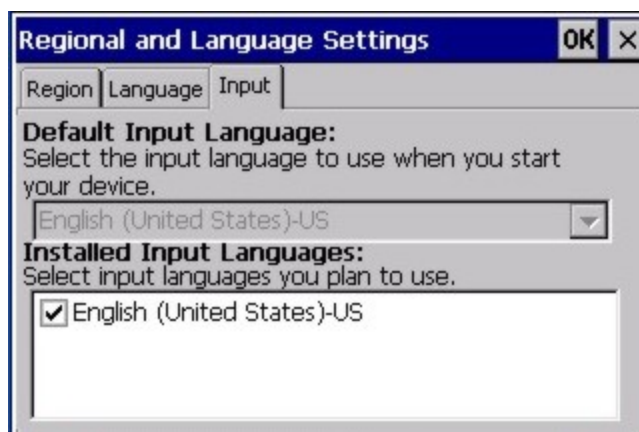 Regional and Language Settings OK ×
Region Language Input
Default Input Language:
Select the input language to use when you start
your device.
English (United States)-US
Installed Input Languages:
Select input languages you plan to use.
English (United States)-US